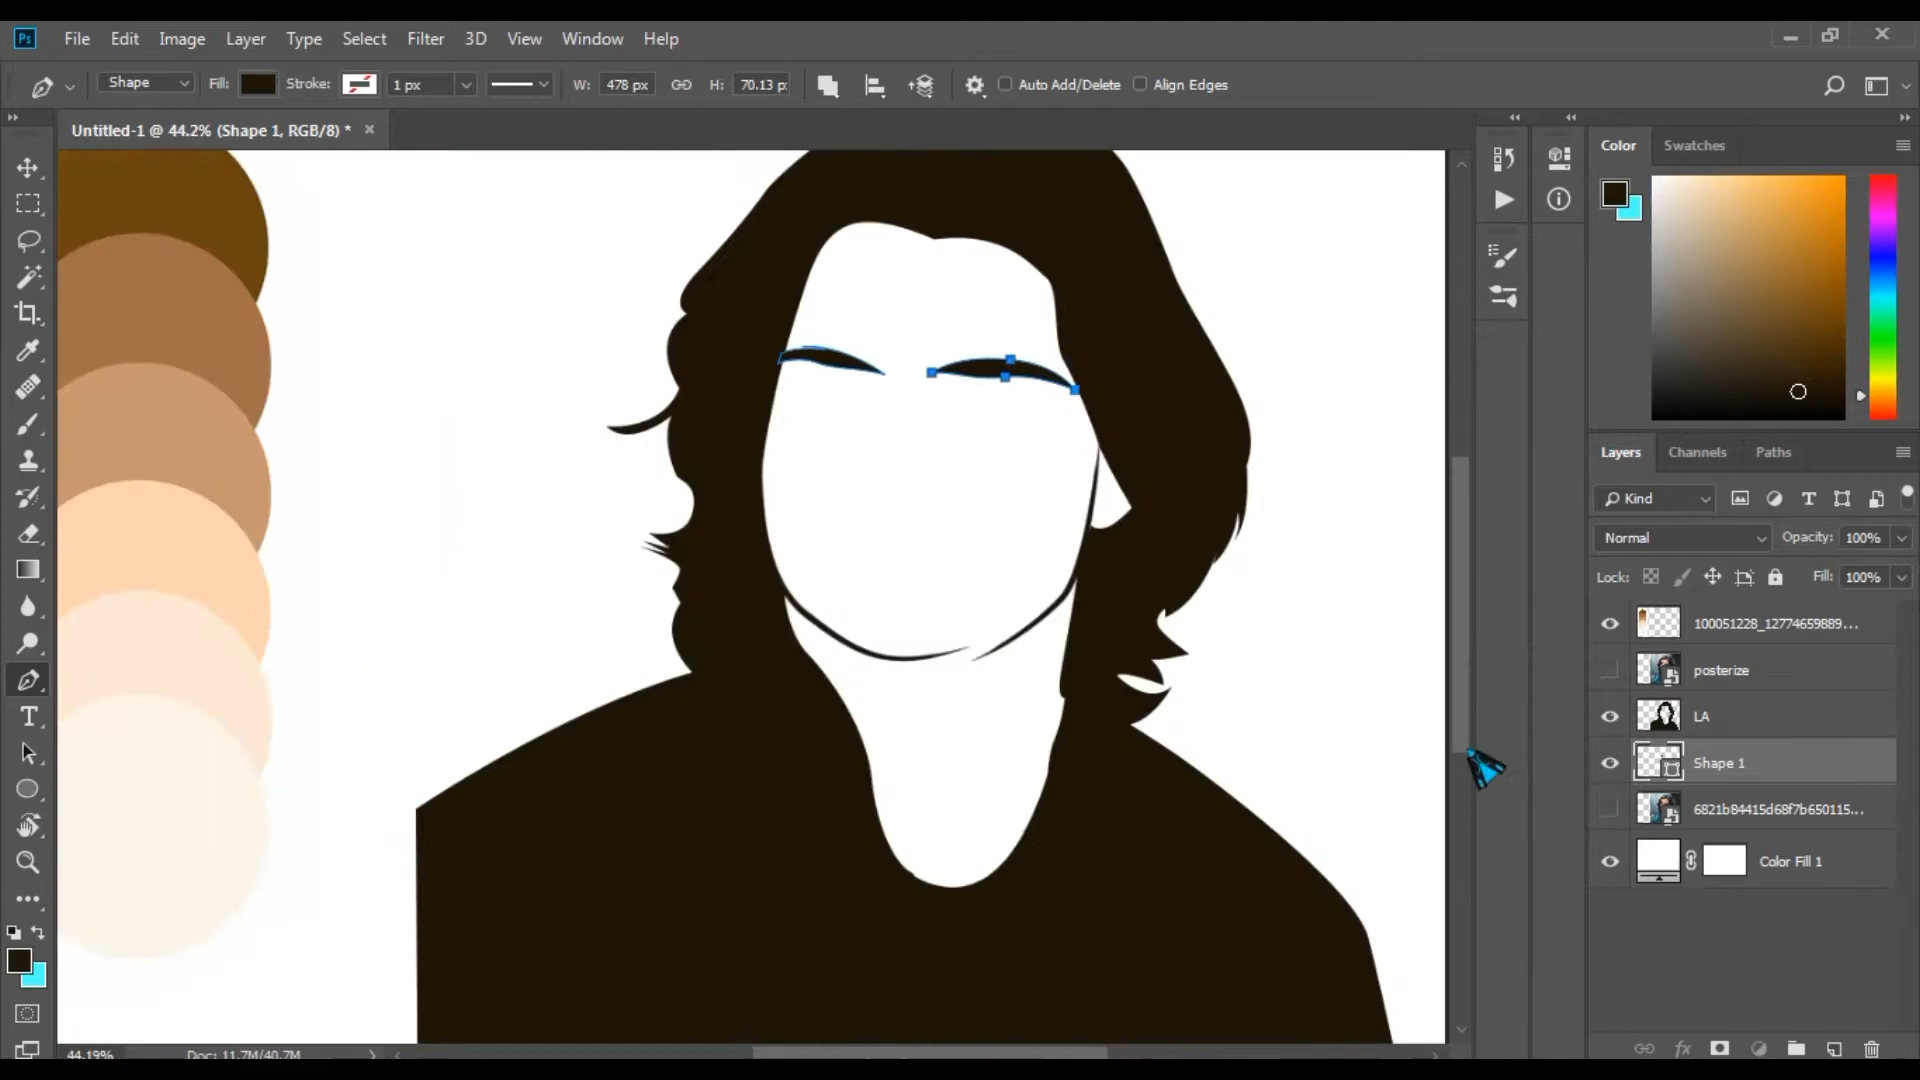 Ps File Edit Image Layer Type Select Filter 3D View Window Help
Shape Fill: Stroke: 1 px W: 478 px H: 70.13 p: Auto Add/Delete Align Edges
Untitled-1 @ 44.2% (Shape 1, RGB/8) * ×
Color Swatches
Layers Channels Paths
Kind
Normal Opacity: 100%
Lock: Fill: 100%
100051228_12774659889...
posterize
LA
Shape 1
6821b84415d68f7b650115...
Color Fill 1
44.19% Doc: 11.7M/40.7M